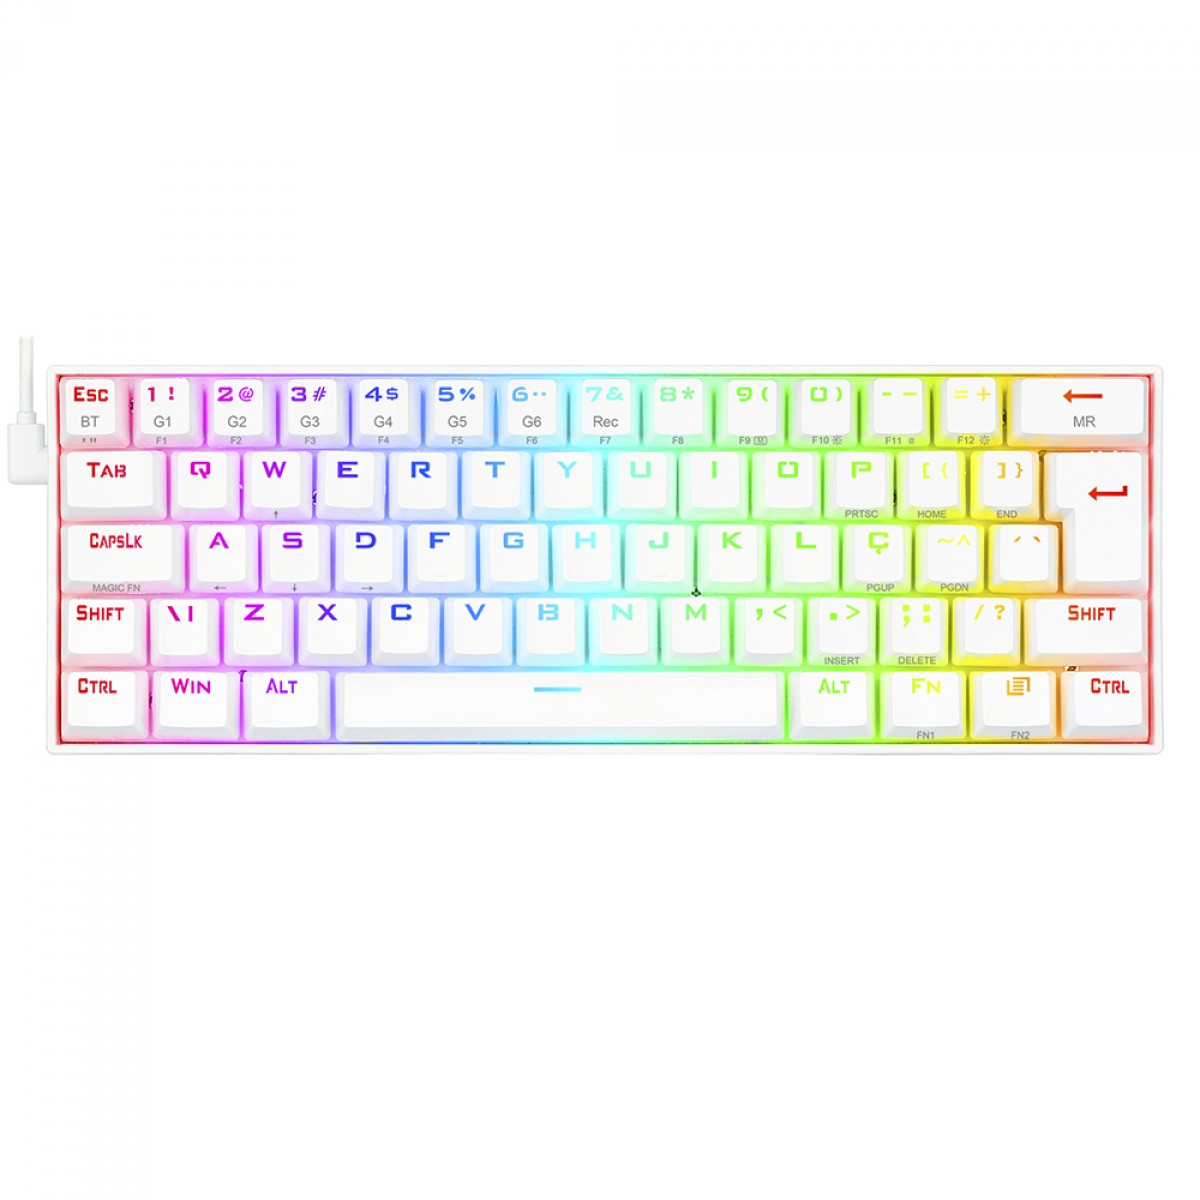 Esc 1 ! 2 @ 3 # 4 $ 5 % 6 ¨ 7 & 8 * 9 ( 0 ) - _ = + ←
BT G1 G2 G3 G4 G5 G6 Rec MR
' " F1 F2 F3 F4 F5 F6 F7 F8 F9 M F10 F11 F12
TAB Q W E R T Y U I O P [ { ] } ↵
↑ PRTSC HOME END
CAPSLK A S D F G H J K L Ç ~ ^ ´ `
MAGIC FN ← ↓ → PGUP PGDN
SHIFT \ | Z X C V B N M , < . > ; : / ? SHIFT
INSERT DELETE
CTRL WIN ALT ALT FN CTRL
FN1 FN2